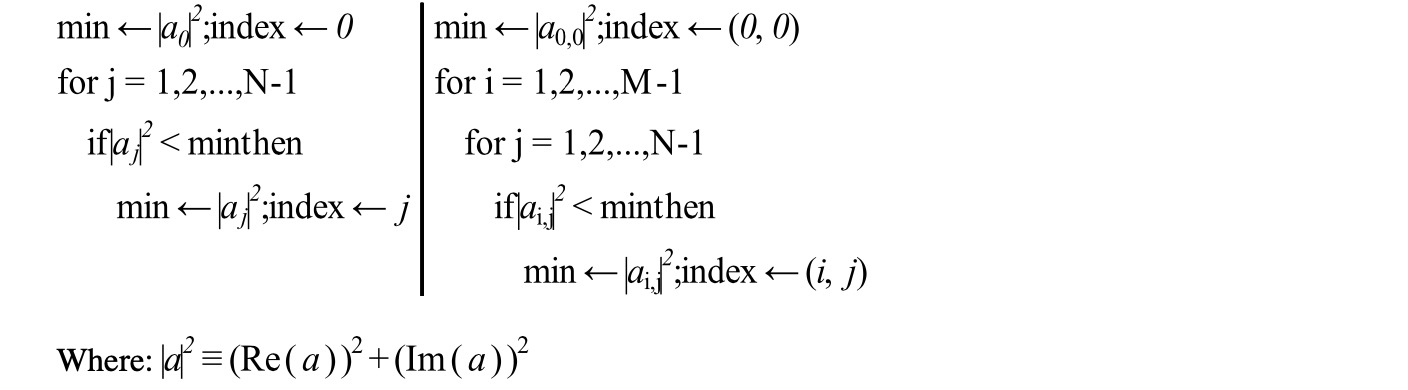 min ← |a₀|²;index ← 0
for j = 1,2,...,N-1
if|aⱼ|² < minthen
min ← |aⱼ|²;index ← j
min ← |a₀,₀|²;index ← (0, 0)
for i = 1,2,...,M-1
for j = 1,2,...,N-1
if|aᵢ,ⱼ|² < minthen
min ← |aᵢ,ⱼ|²;index ← (i, j)
Where: |a|² ≡ (Re(a))² + (Im(a))²